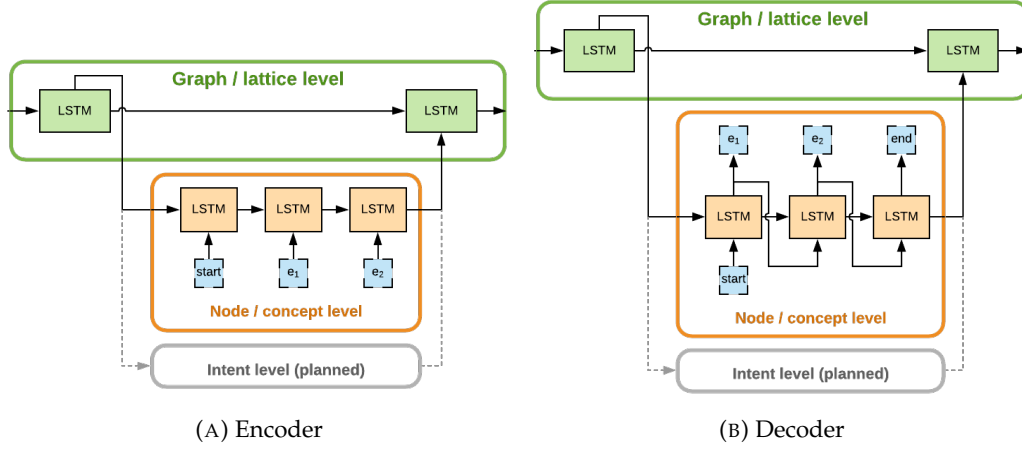 Graph / lattice level
LSTM
LSTM
LSTM
LSTM
LSTM
start
e1
e2
Node / concept level
Intent level (planned)
(A) Encoder
Graph / lattice level
LSTM
LSTM
e1
e2
end
LSTM
LSTM
LSTM
start
Node / concept level
Intent level (planned)
(B) Decoder